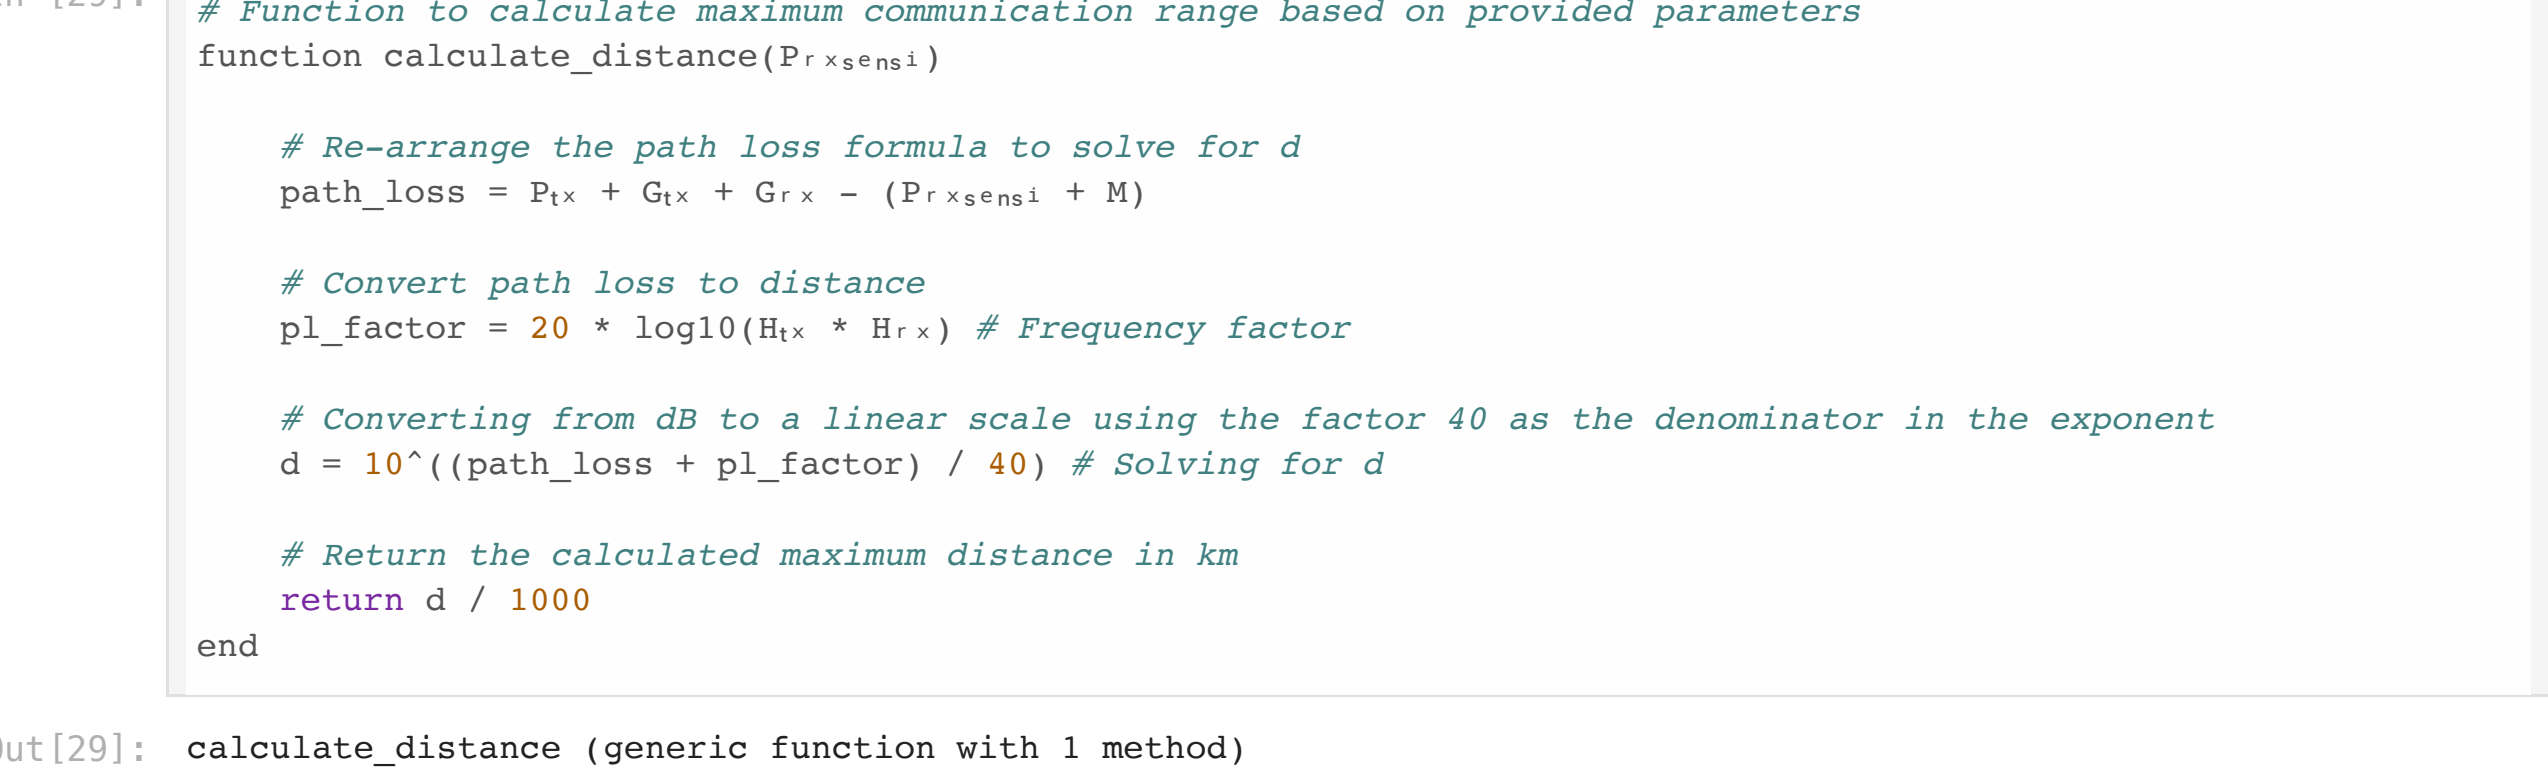 In [29]:
# Function to calculate maximum communication range based on provided parameters
function calculate_distance(Pᵣₓₛₑₙₛᵢ)
# Re-arrange the path loss formula to solve for d
path_loss = Pₜₓ + Gₜₓ + Gᵣₓ - (Pᵣₓₛₑₙₛᵢ + M)
# Convert path loss to distance
pl_factor = 20 * log10(Hₜₓ * Hᵣₓ) # Frequency factor
# Converting from dB to a linear scale using the factor 40 as the denominator in the exponent
d = 10^((path_loss + pl_factor) / 40) # Solving for d
# Return the calculated maximum distance in km
return d / 1000
end
Out[29]: calculate_distance (generic function with 1 method)